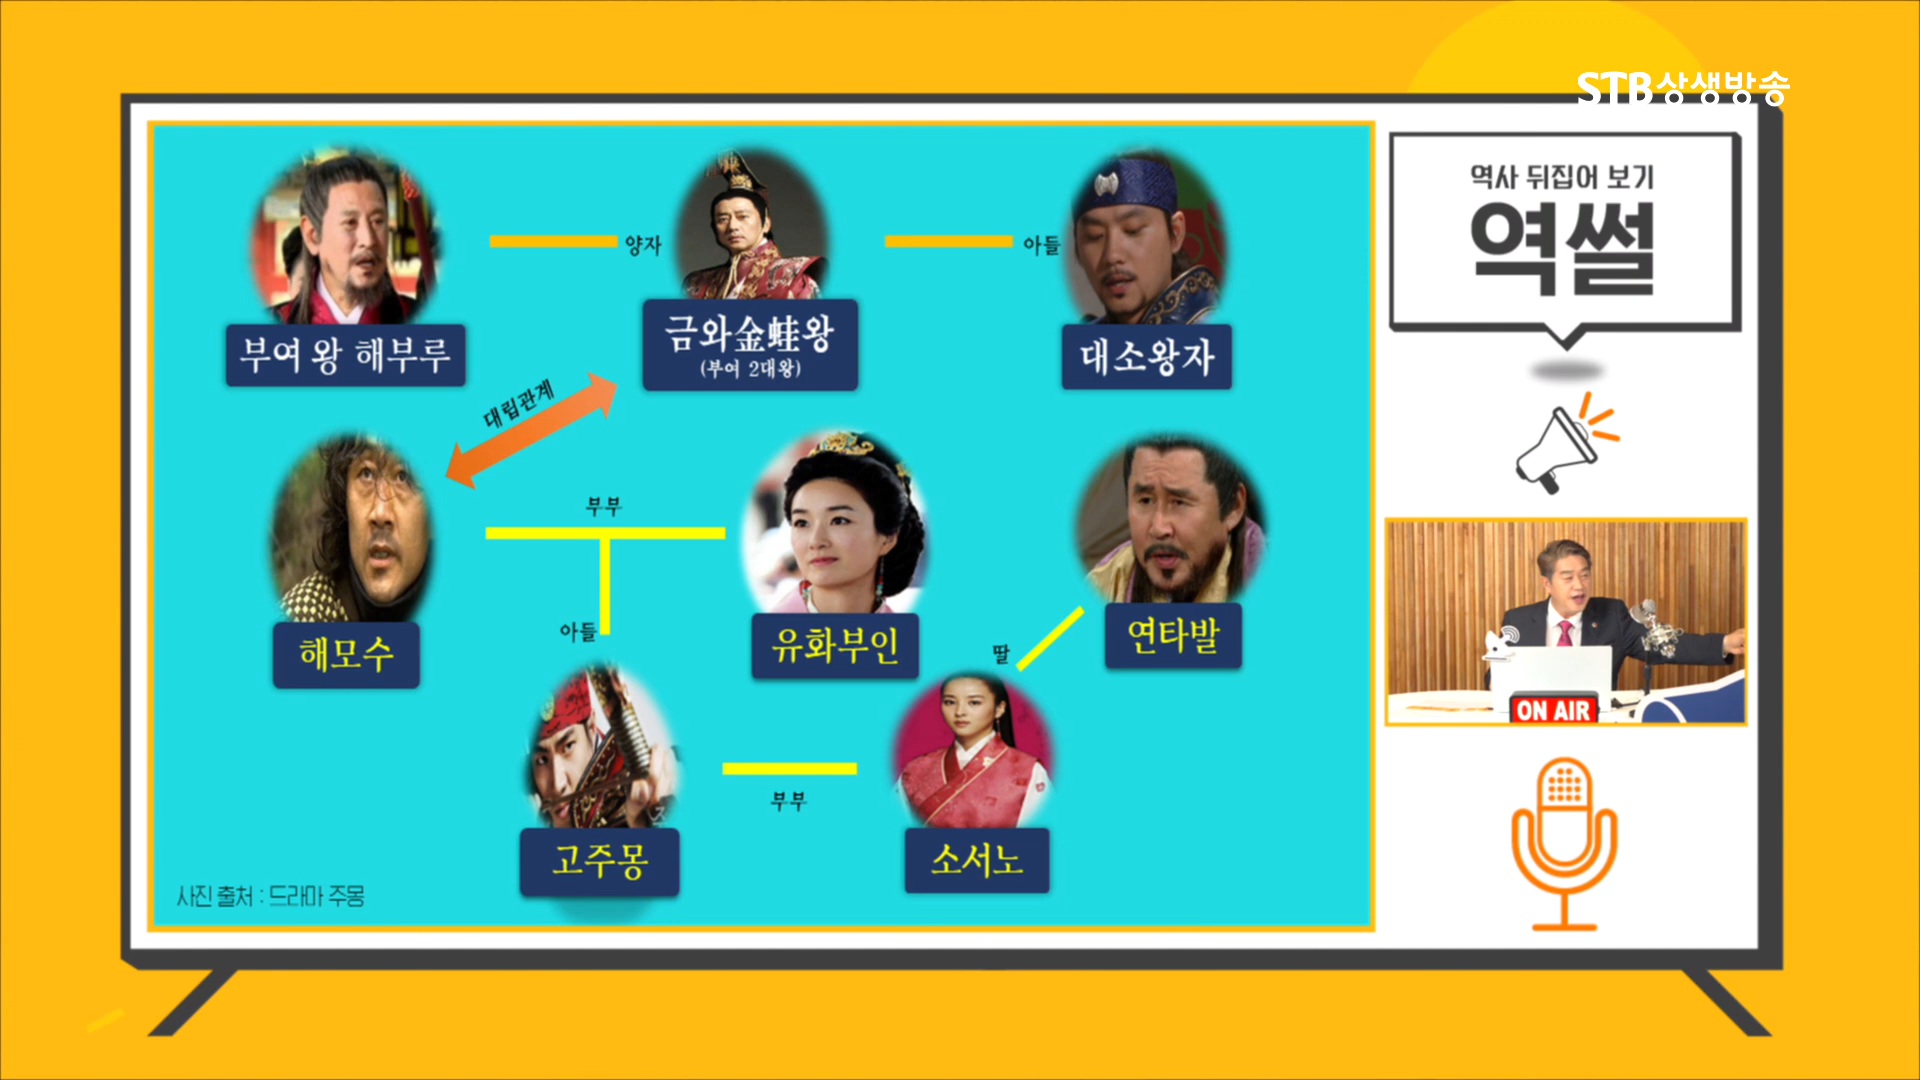 STB상생방송
역사 뒤집어 보기
역썰
양자
아들
부여 왕 해부루
금와金蛙왕
(부여 2대왕)
대소왕자
대립관계
부부
아들
해모수
유화부인
연타발
딸
부부
고주몽
소서노
사진 출처 : 드라마 주몽
ON AIR